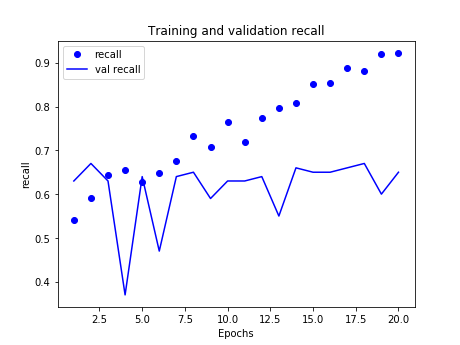 Training and validation recall
recall
val recall
recall
0.9
0.8
0.7
0.6
0.5
0.4
2.5 5.0 7.5 10.0 12.5 15.0 17.5 20.0
Epochs